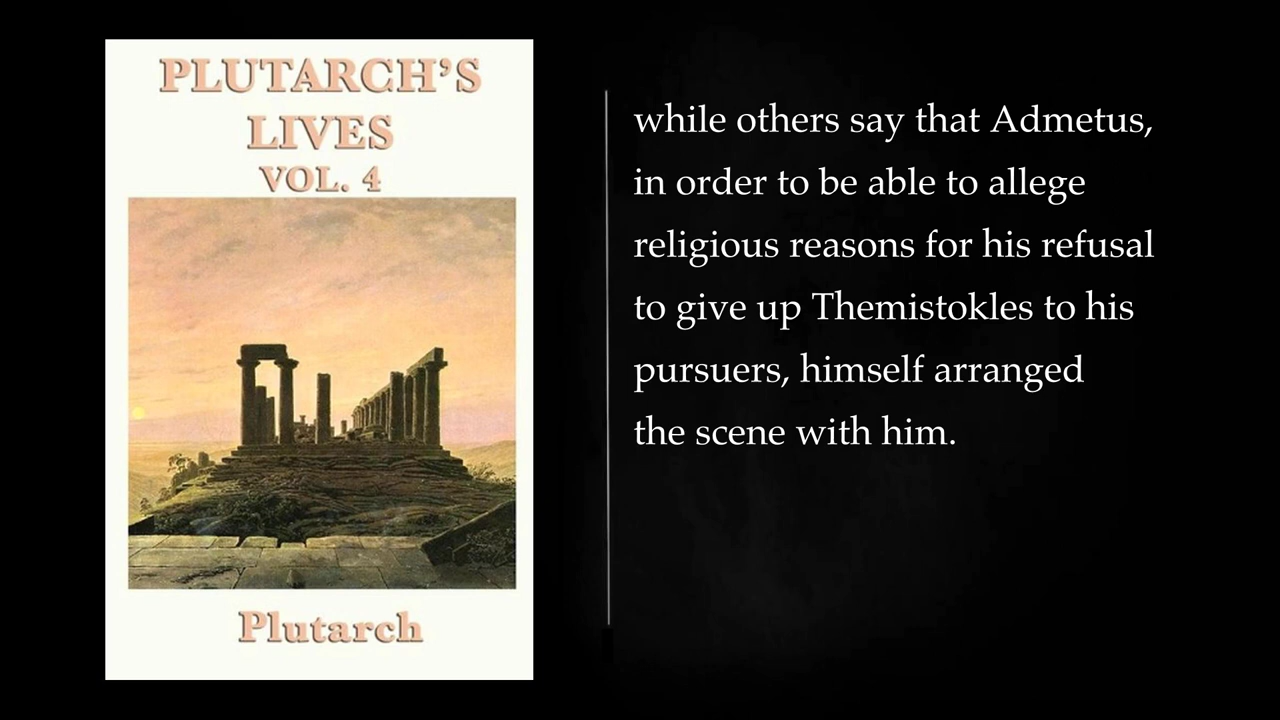 PLUTARCH'S
LIVES
VOL. 4
Plutarch
while others say that Admetus,
in order to be able to allege
religious reasons for his refusal
to give up Themistokles to his
pursuers, himself arranged
the scene with him.